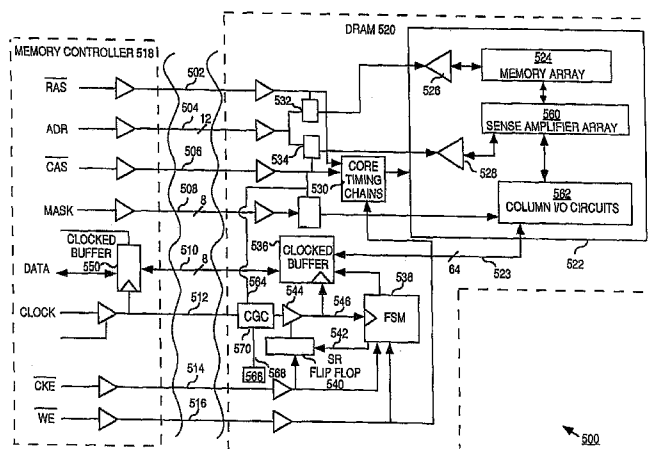 DRAM 520
MEMORY CONTROLLER 518
RAS
502
526
524
MEMORY ARRAY
ADR
504
12
532
560
SENSE AMPLIFIER ARRAY
CAS
506
534
528
CORE
TIMING
CHAINS
530
562
COLUMN I/O CIRCUITS
MASK
508
8
CLOCKED
BUFFER
550
DATA
510
8
536
CLOCKED
BUFFER
64
523
522
564
544
546
538
FSM
CLOCK
512
CGC
570
542
SR
FLIP FLOP
540
566
568
CKE
514
WE
516
500